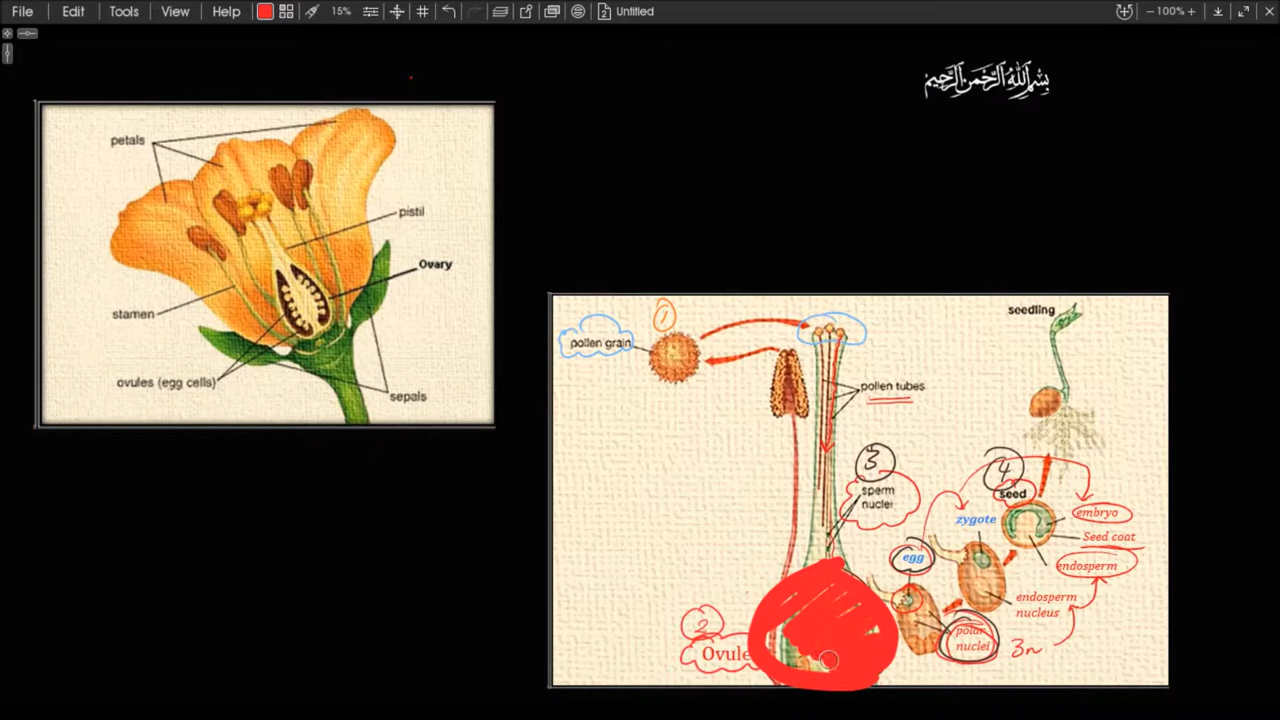 File Edit Tools View Help 15% 2 Untitled −100%+
بسم الله الرحمن الرحيم
petals
pistil
Ovary
stamen
ovules (egg cells)
sepals
1
pollen grain
pollen tubes
seedling
3
sperm
nuclei
4
seed
zygote
embryo
Seed coat
egg
endosperm
endosperm
nucleus
polar
nuclei
3n
2
Ovule